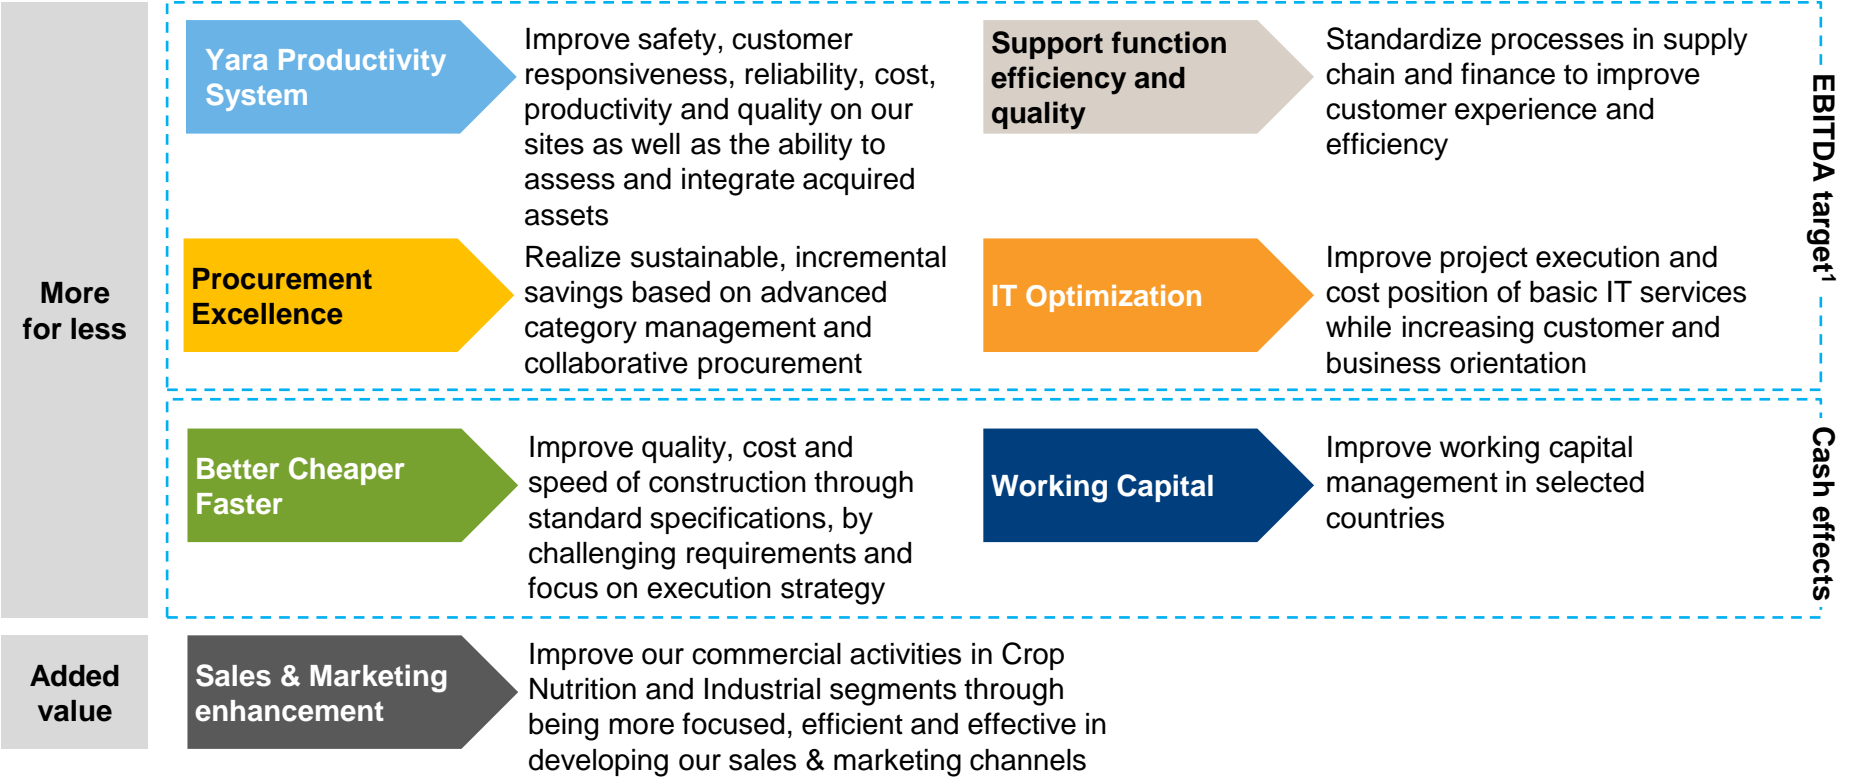 More
for less
Yara Productivity
System
Improve safety, customer
responsiveness, reliability, cost,
productivity and quality on our
sites as well as the ability to
assess and integrate acquired
assets
Support function
efficiency and
quality
Standardize processes in supply
chain and finance to improve
customer experience and
efficiency
Procurement
Excellence
Realize sustainable, incremental
savings based on advanced
category management and
collaborative procurement
IT Optimization
Improve project execution and
cost position of basic IT services
while increasing customer and
business orientation
EBITDA target¹
Better Cheaper
Faster
Improve quality, cost and
speed of construction through
standard specifications, by
challenging requirements and
focus on execution strategy
Working Capital
Improve working capital
management in selected
countries
Cash effects
Added
value
Sales & Marketing
enhancement
Improve our commercial activities in Crop
Nutrition and Industrial segments through
being more focused, efficient and effective in
developing our sales & marketing channels